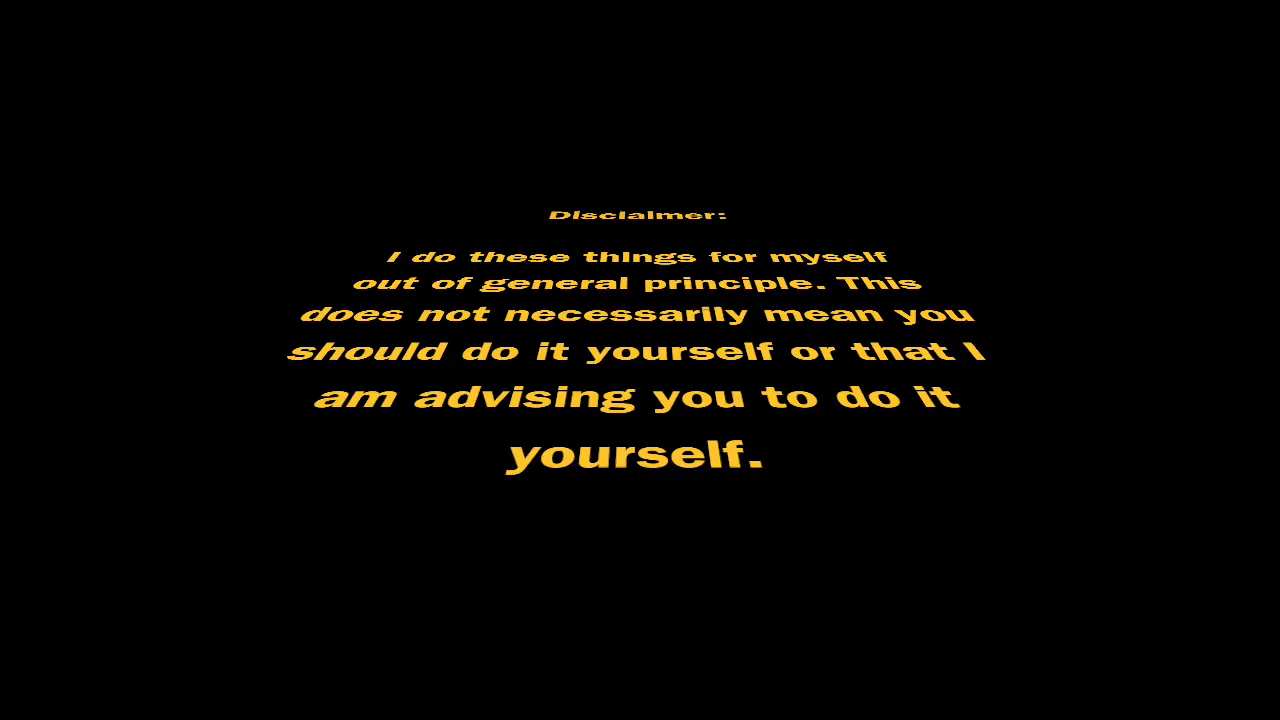 Disclaimer:
I do these things for myself
out of general principle. This
does not necessarily mean you
should do it yourself or that I
am advising you to do it
yourself.